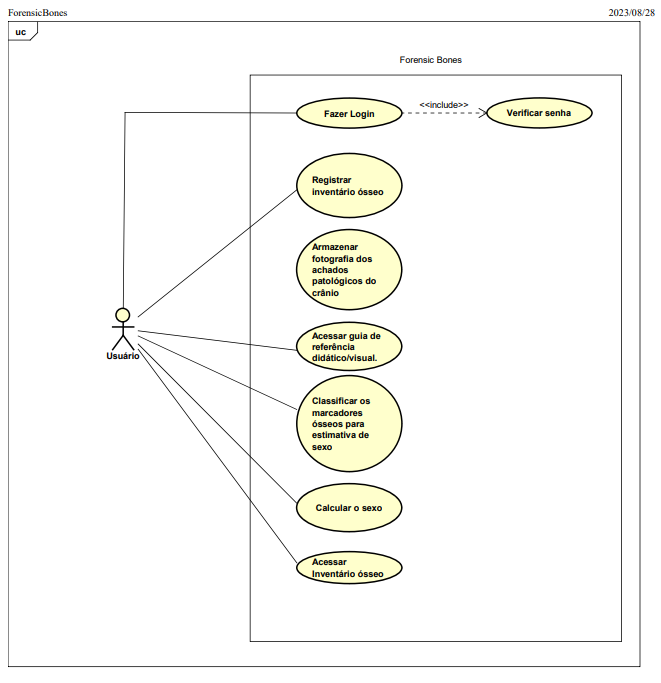 ForensicBones 2023/08/28
uc
Forensic Bones
Fazer Login
<<include>>
Verificar senha
Registrar
inventário ósseo
Armazenar
fotografia dos
achados
patológicos do
crânio
Usuário
Acessar guia de
referência
didático/visual.
Classificar os
marcadores
ósseos para
estimativa de
sexo
Calcular o sexo
Acessar
Inventário ósseo